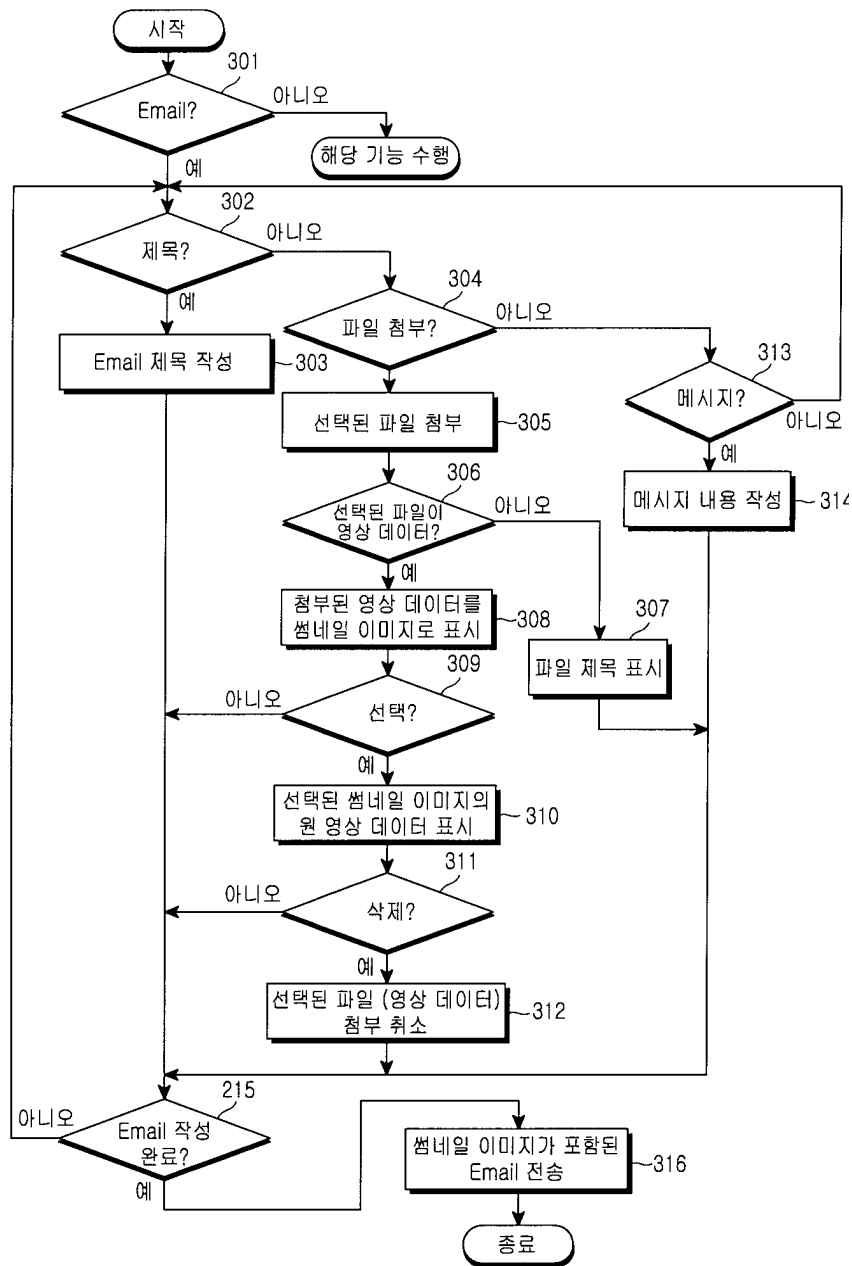 시작
301
Email?
아니오
해당 기능 수행
예
302
제목?
아니오
예
304
파일 첨부?
아니오
Email 제목 작성
303
313
메시지?
아니오
선택된 파일 첨부
305
예
306
선택된 파일이
영상 데이터?
아니오
메시지 내용 작성
314
예
첨부된 영상 데이터를
썸네일 이미지로 표시
308
307
파일 제목 표시
309
아니오
선택?
예
선택된 썸네일 이미지의
원 영상 데이터 표시
310
311
아니오
삭제?
예
선택된 파일 (영상 데이터)
첨부 취소
312
215
아니오
Email 작성
완료?
예
썸네일 이미지가 포함된
Email 전송
316
종료